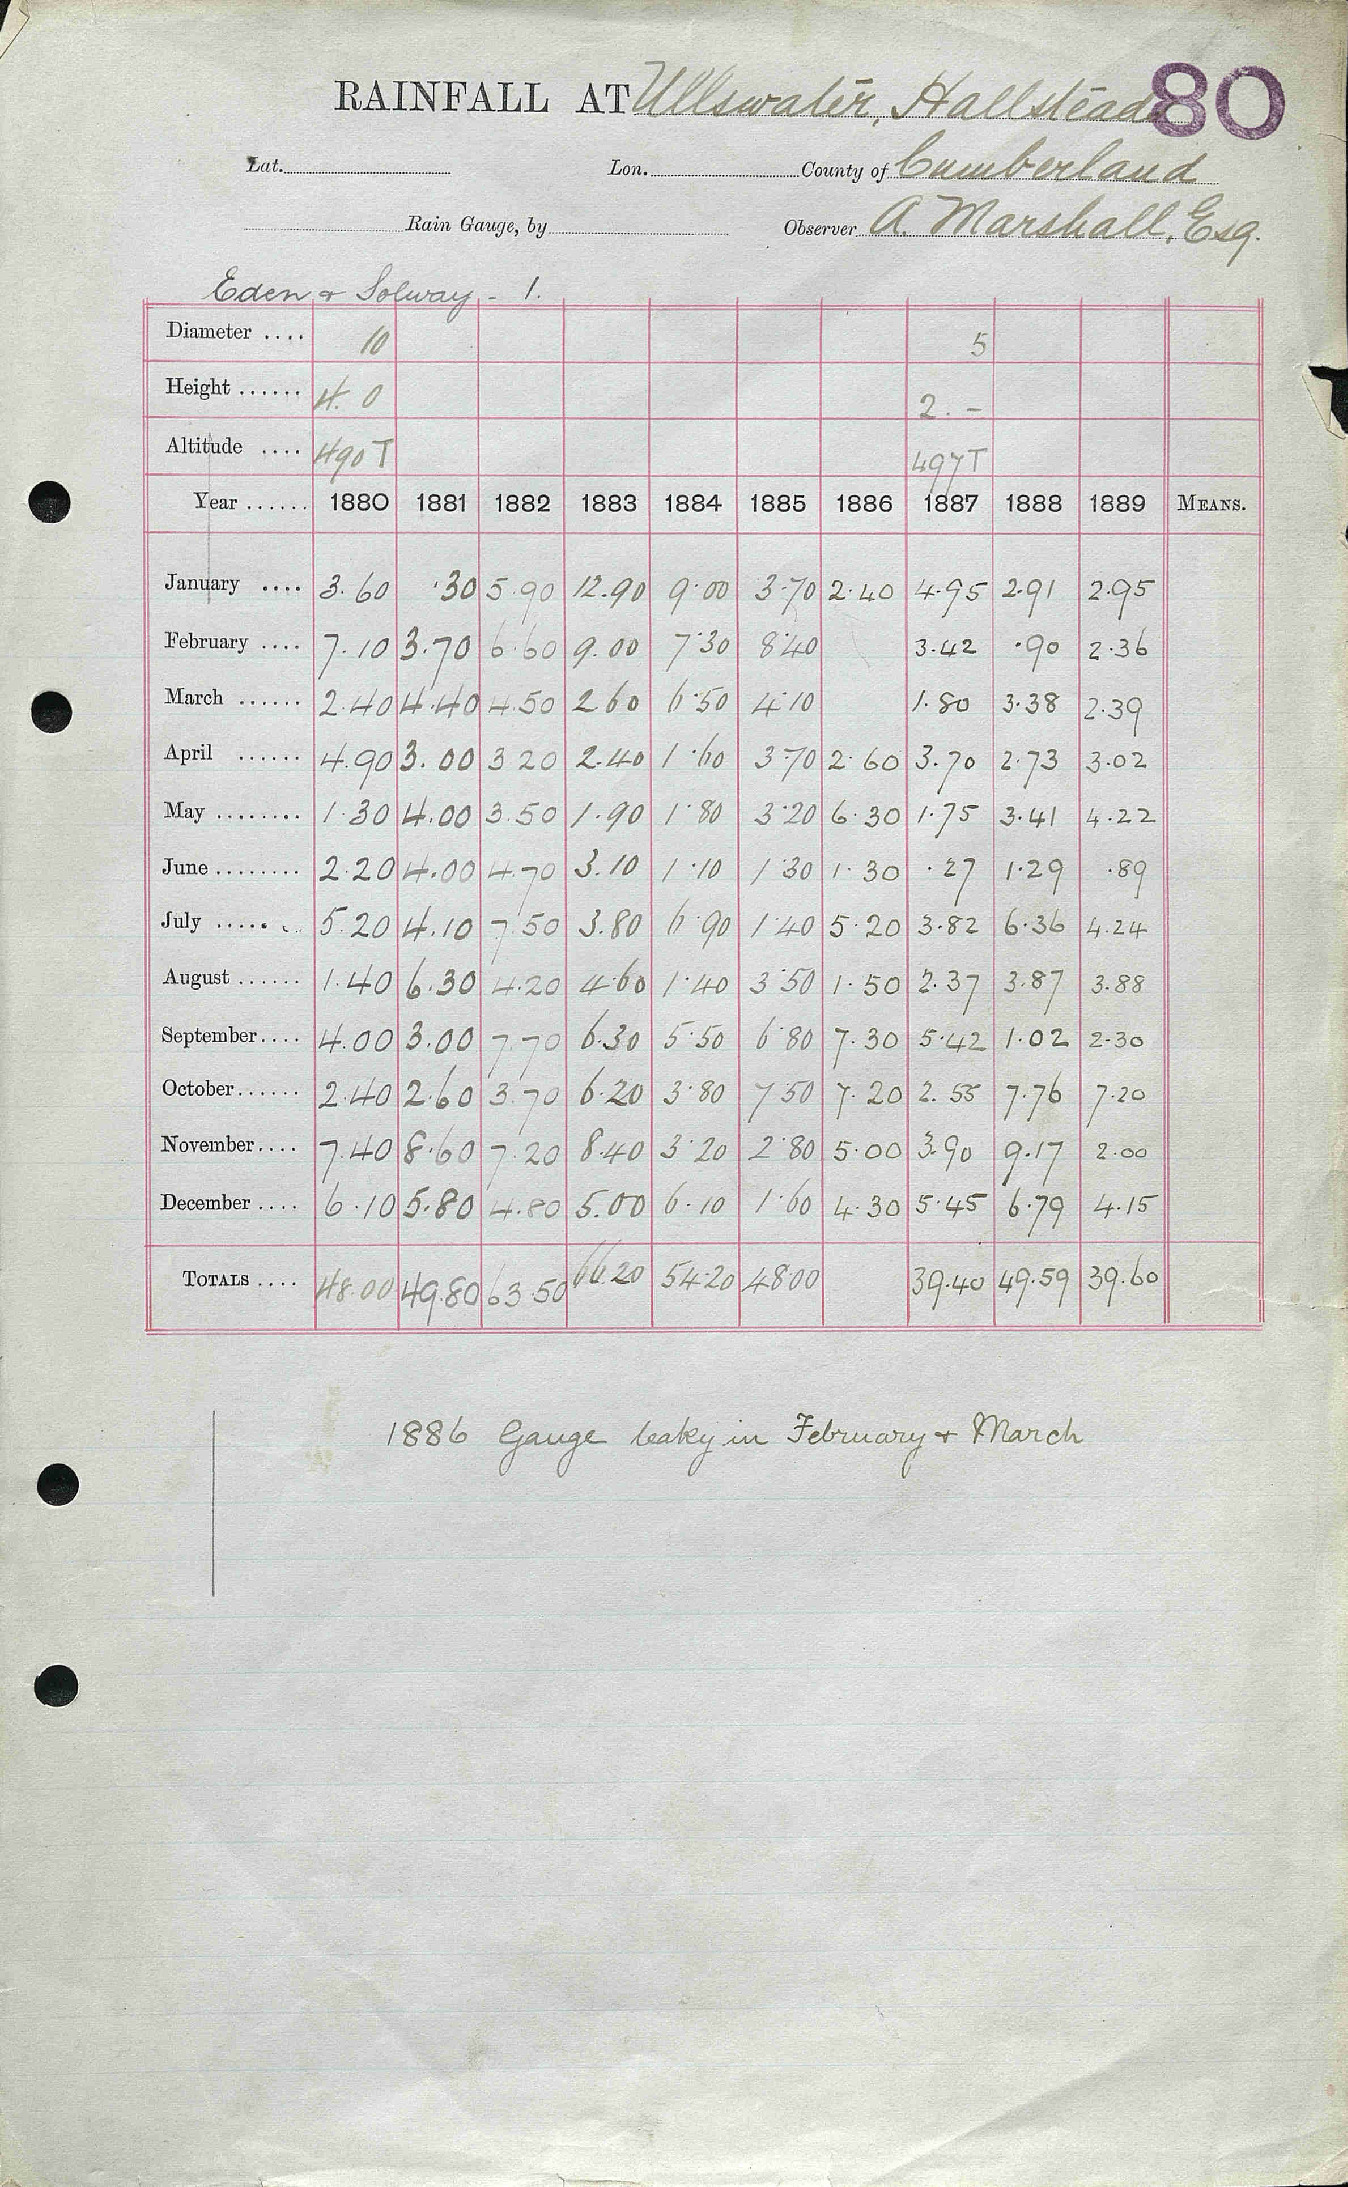 RAINFALL AT Ullswater, Hallsteads 80
Lat. Lon. County of Cumberland
Rain Gauge, by Observer A. Marshall, Esq.
Eden & Solway - 1.
Diameter .... 10 5
Height ...... 4. 0 2. -
Altitude .... 490 T 497 T
Year ...... 1880 1881 1882 1883 1884 1885 1886 1887 1888 1889 MEANS.
January .... 3.60 .30 5.90 12.90 9.00 3.70 2.40 4.95 2.91 2.95
February .... 7.10 3.70 6.60 9.00 7.30 8.40 3.42 .90 2.36
March ...... 2.40 4.40 4.50 2.60 6.50 4.10 1.80 3.38 2.39
April ...... 4.90 3.00 3.20 2.40 1.60 3.70 2.60 3.70 2.73 3.02
May ........ 1.30 4.00 3.50 1.90 1.80 3.20 6.30 1.75 3.41 4.22
June ........ 2.20 4.00 4.70 3.10 1.10 1.30 1.30 .27 1.29 .89
July ...... 5.20 4.10 7.50 3.80 6.90 1.40 5.20 3.82 6.36 4.24
August ...... 1.40 6.30 4.20 4.60 1.40 3.50 1.50 2.37 3.87 3.88
September .... 4.00 3.00 7.70 6.30 5.50 6.80 7.30 5.42 1.02 2.30
October ...... 2.40 2.60 3.70 6.20 3.80 7.50 7.20 2.55 7.76 7.20
November .... 7.40 8.60 7.20 8.40 3.20 2.80 5.00 3.90 9.17 2.00
December .... 6.10 5.80 4.80 5.00 6.10 1.60 4.30 5.45 6.79 4.15
TOTALS .... 48.00 49.80 63.50 66.20 54.20 48.00 39.40 49.59 39.60
1886 Gauge leaky in February & March